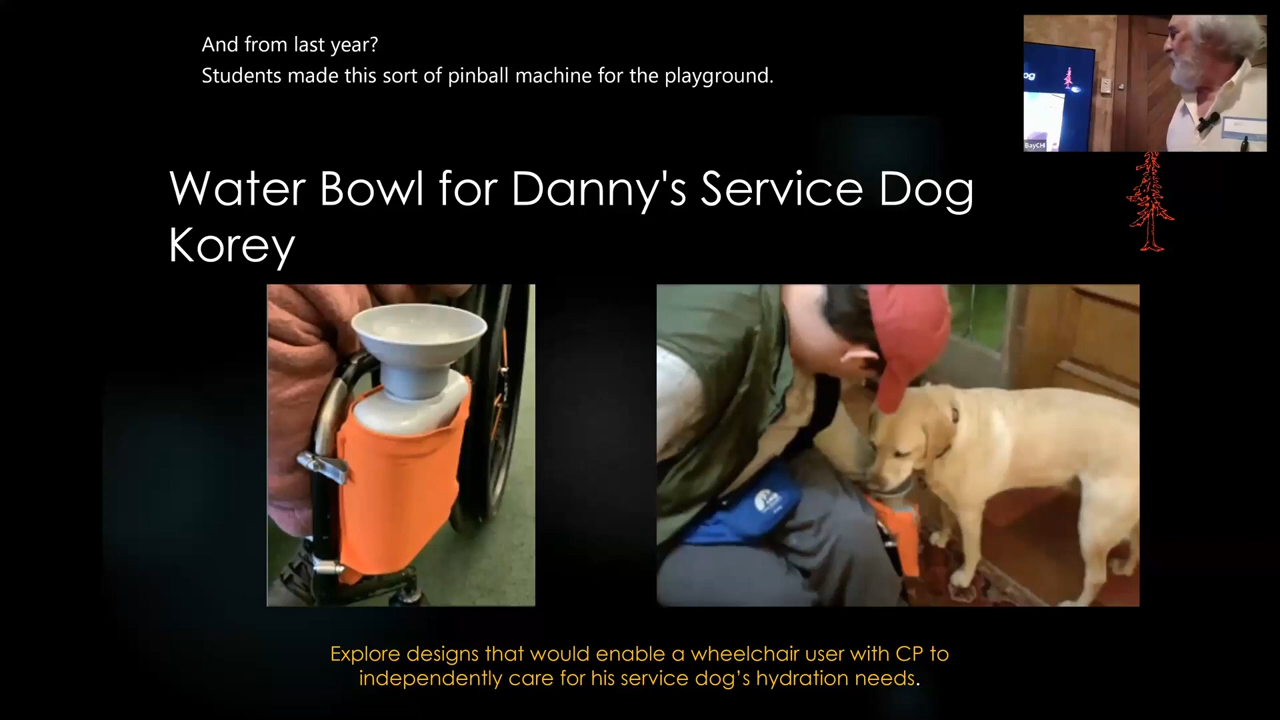 And from last year?
Students made this sort of pinball machine for the playground.
og
BayCHI
Water Bowl for Danny's Service Dog
Korey
Explore designs that would enable a wheelchair user with CP to
independently care for his service dog’s hydration needs.